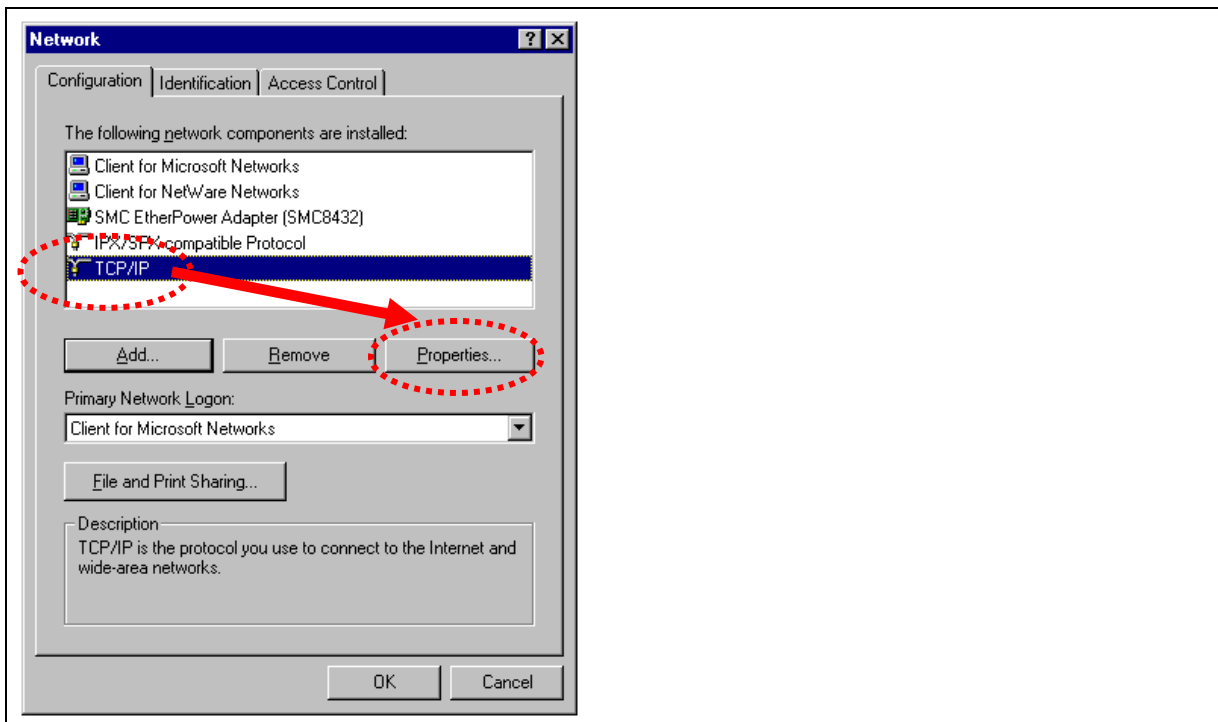 Network
Configuration
Identification
Access Control
The following network components are installed:
Client for Microsoft Networks
Client for NetWare Networks
SMC EtherPower Adapter (SMC8432)
IPX/SPX-compatible Protocol
TCP/IP
Add...
Remove
Properties...
Primary Network Logon:
Client for Microsoft Networks
File and Print Sharing...
Description
TCP/IP is the protocol you use to connect to the Internet and
wide-area networks.
OK
Cancel